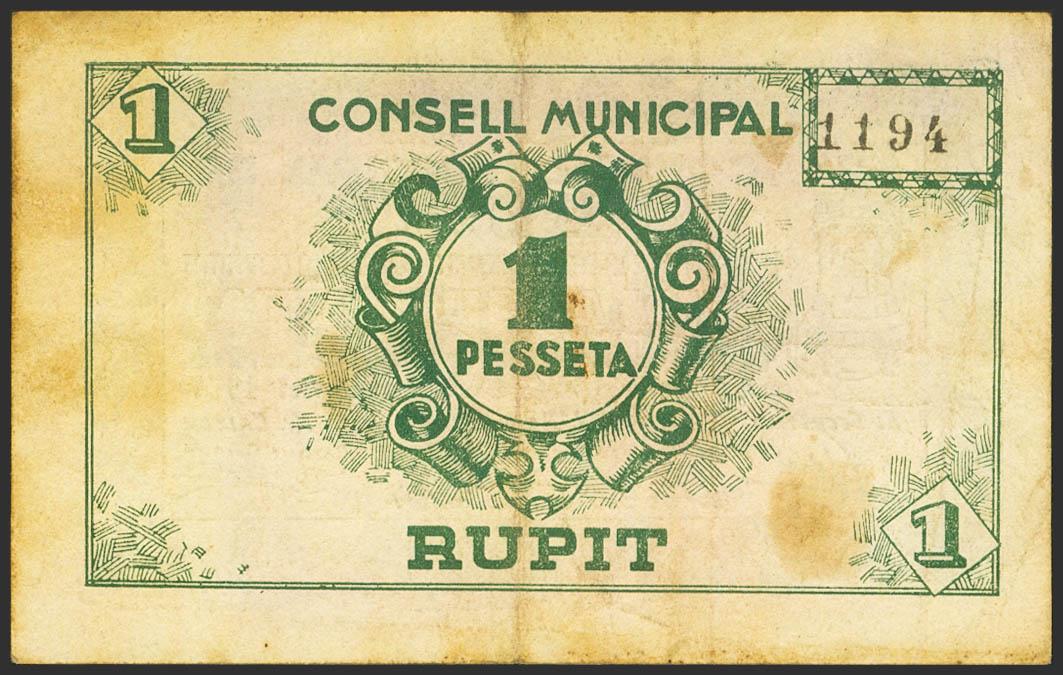 1
CONSELL MUNICIPAL
1194
1
PESSETA
RUPIT
1